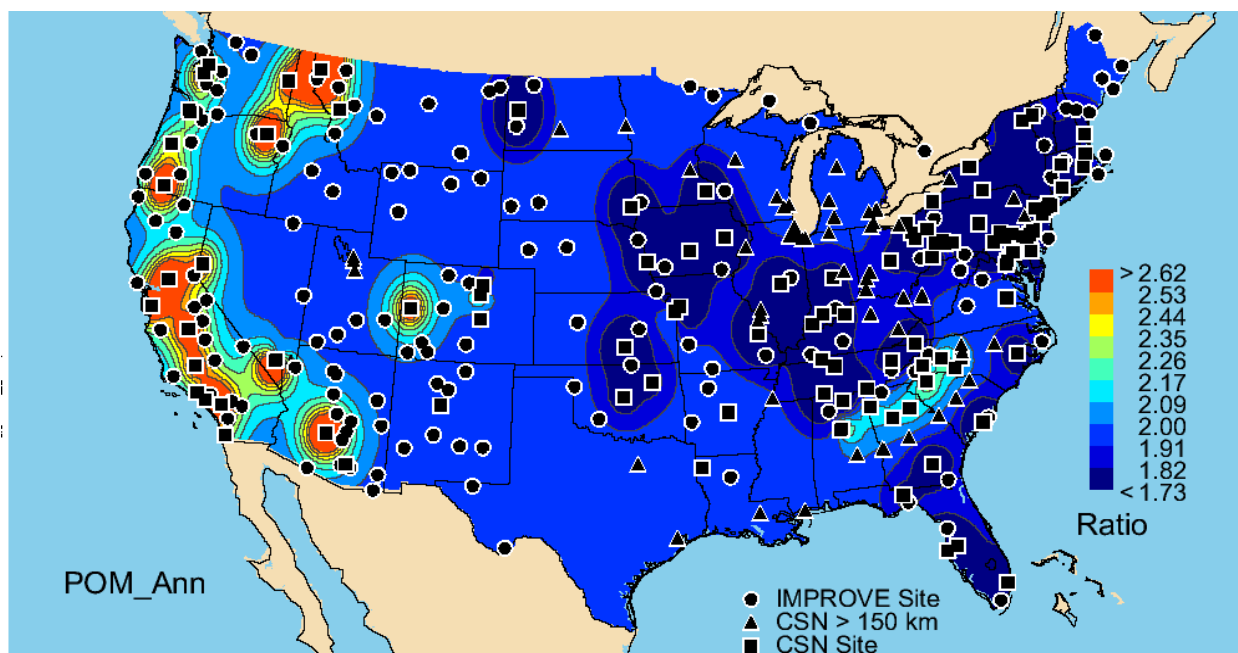 > 2.62
2.53
2.44
2.35
2.26
2.17
2.09
2.00
1.91
1.82
< 1.73
Ratio
POM_Ann
IMPROVE Site
CSN > 150 km
CSN Site